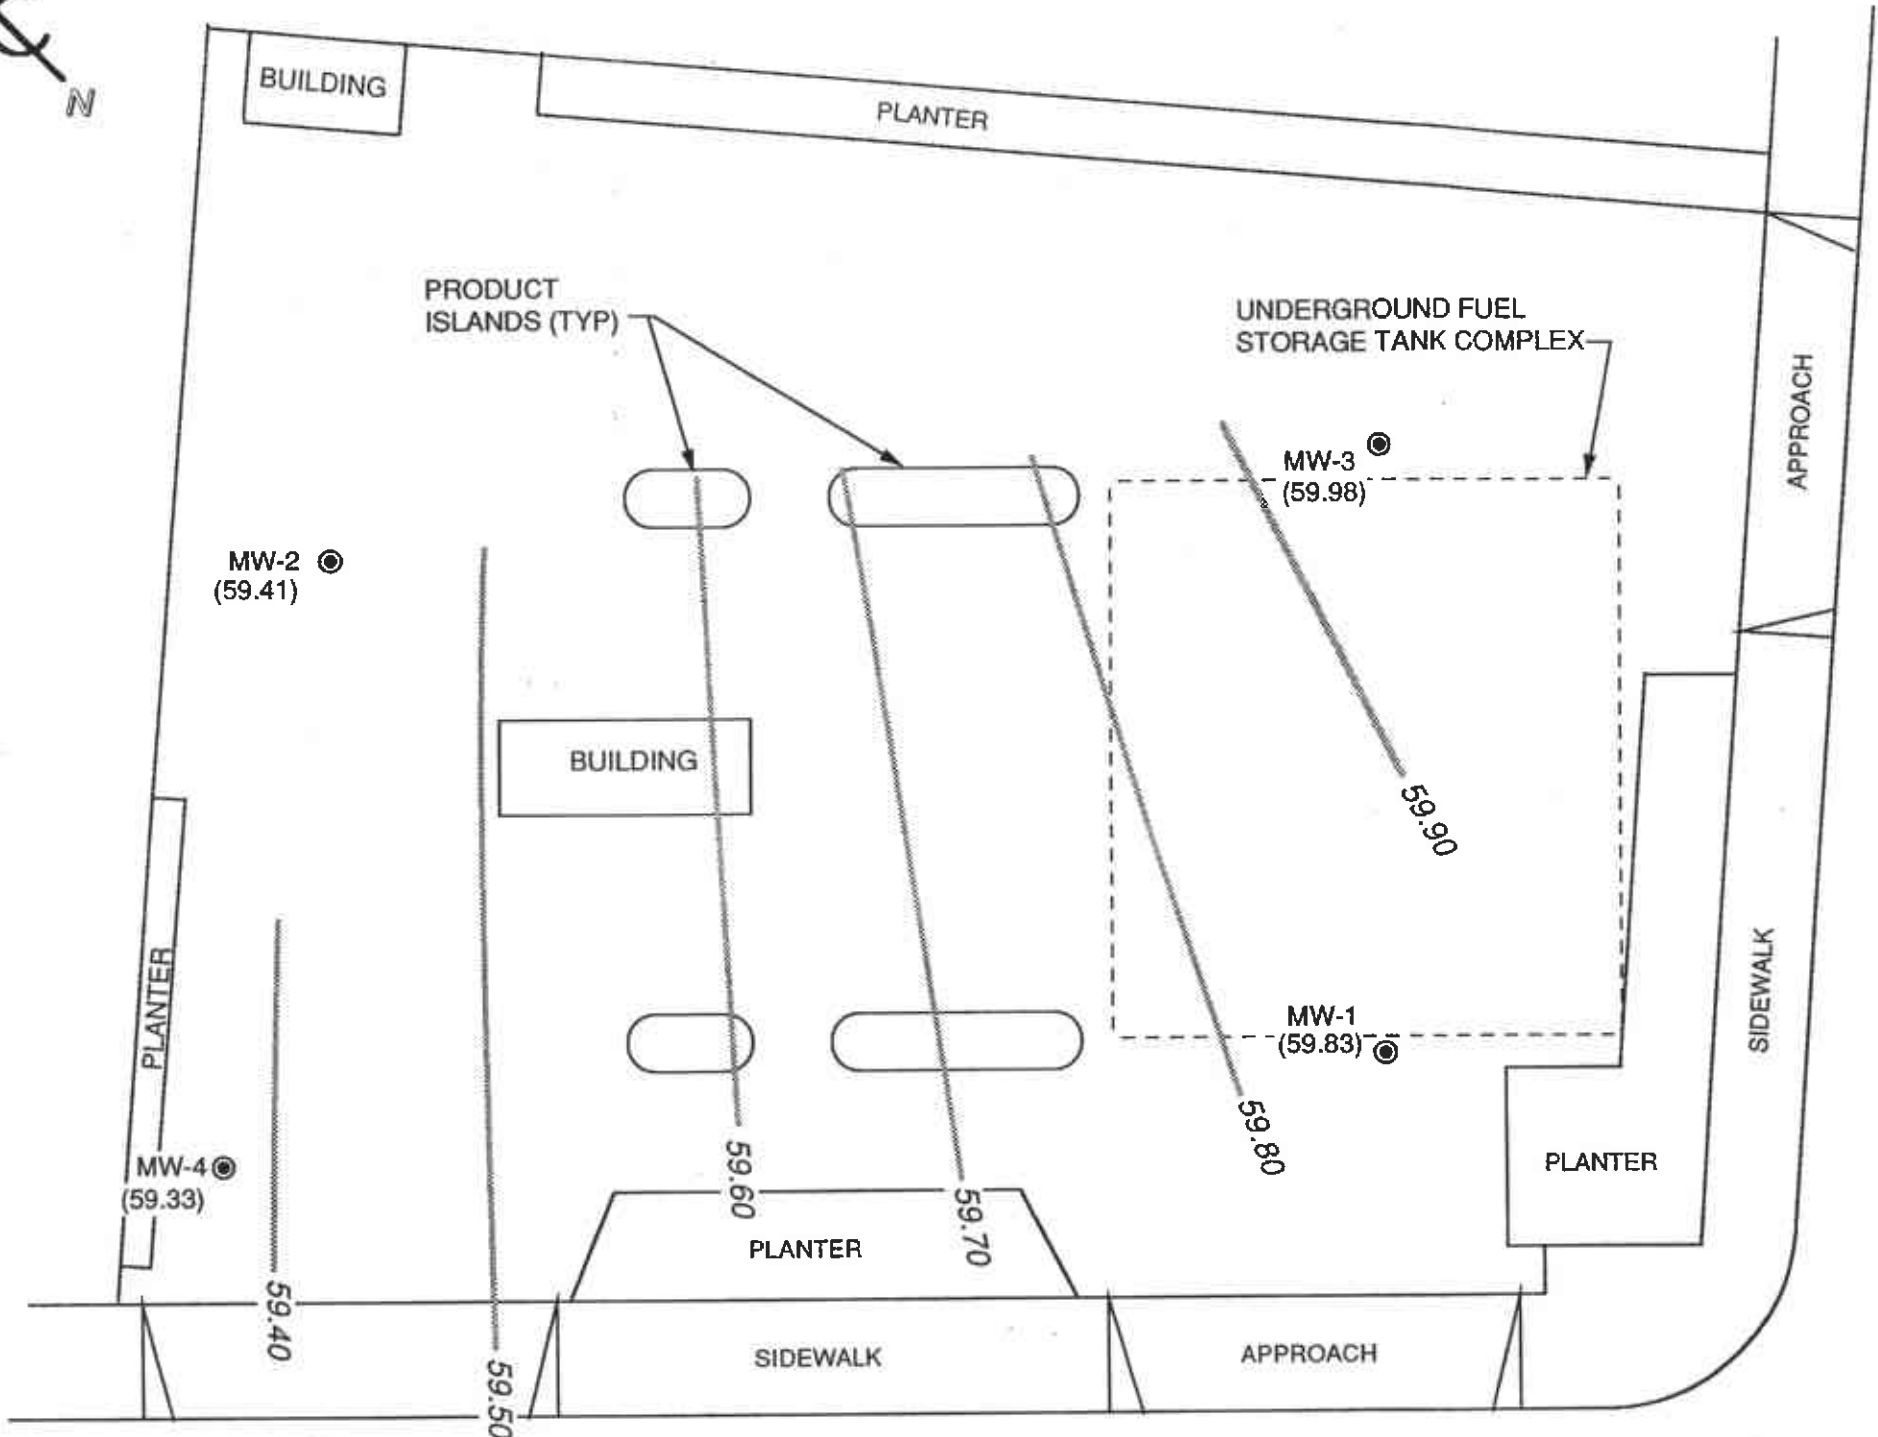 N
BUILDING
PLANTER
PRODUCT
ISLANDS (TYP)
UNDERGROUND FUEL
STORAGE TANK COMPLEX
APPROACH
MW-3
(59.98)
MW-2
(59.41)
BUILDING
59.90
PLANTER
SIDEWALK
MW-1
(59.83)
MW-4
(59.33)
59.60
59.70
59.80
PLANTER
PLANTER
59.40
59.50
SIDEWALK
APPROACH